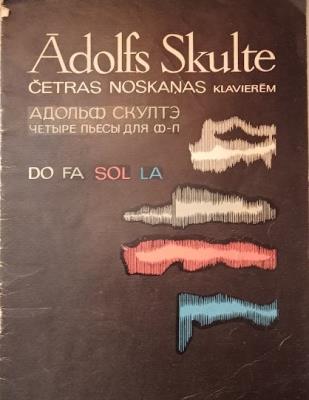 Ādolfs Skulte
ČETRAS NOSKAŅAS KLAVIERĒM
АДОЛЬФ СКУЛТЭ
ЧЕТЫРЕ ПЬЕСЫ ДЛЯ Ф-П
DO FA SOL LA